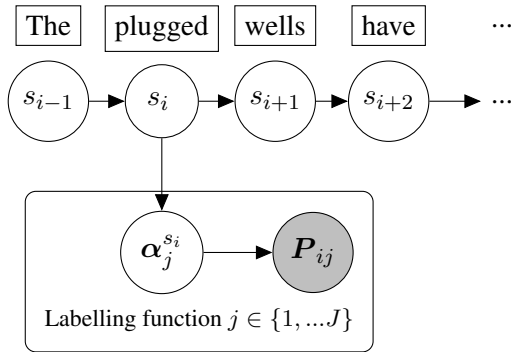 The plugged wells have ...
s_{i−1} s_i s_{i+1} s_{i+2} ...
α_j^{s_i} P_{ij}
Labelling function j ∈ {1, ...J}